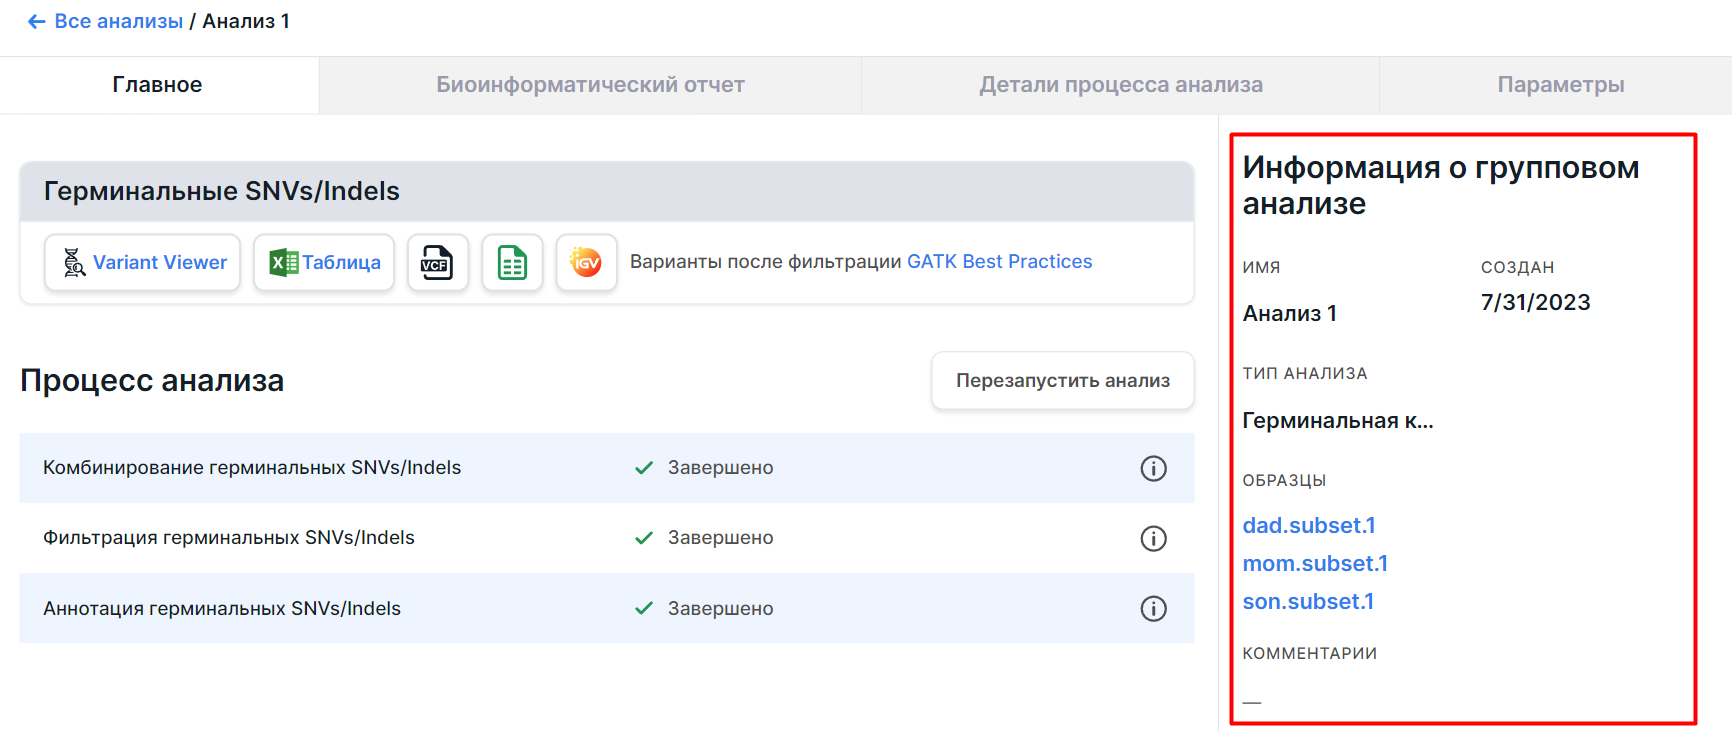 ← Все анализы / Анализ 1
Главное
Биоинформатический отчет
Детали процесса анализа
Параметры
Герминальные SNVs/Indels
Variant Viewer
Таблица
VCF
IGV
Варианты после фильтрации GATK Best Practices
Процесс анализа
Перезапустить анализ
Комбинирование герминальных SNVs/Indels
Завершено
Фильтрация герминальных SNVs/Indels
Завершено
Аннотация герминальных SNVs/Indels
Завершено
Информация о групповом
анализе
ИМЯ
СОЗДАН
Анализ 1
7/31/2023
ТИП АНАЛИЗА
Герминальная к...
ОБРАЗЦЫ
dad.subset.1
mom.subset.1
son.subset.1
КОММЕНТАРИИ
—